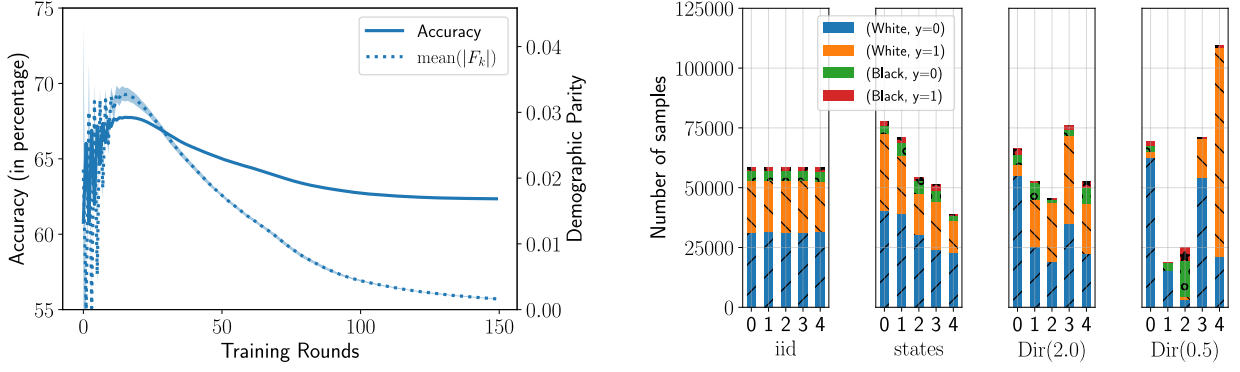 75
70
65
60
55
Accuracy (in percentage)
0
50
100
150
Training Rounds
0.04
0.03
0.02
0.01
0.00
Demographic Parity
Accuracy
mean(|F_k|)
125000
100000
75000
50000
25000
0
Number of samples
(White, y=0)
(White, y=1)
(Black, y=0)
(Black, y=1)
0 1 2 3 4
iid
0 1 2 3 4
states
0 1 2 3 4
Dir(2.0)
0 1 2 3 4
Dir(0.5)